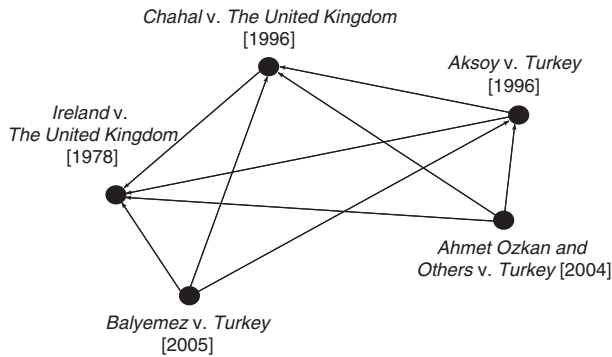 Chahal v. The United Kingdom
[1996]
Aksoy v. Turkey
[1996]
Ireland v.
The United Kingdom
[1978]
Ahmet Ozkan and
Others v. Turkey [2004]
Balyemez v. Turkey
[2005]